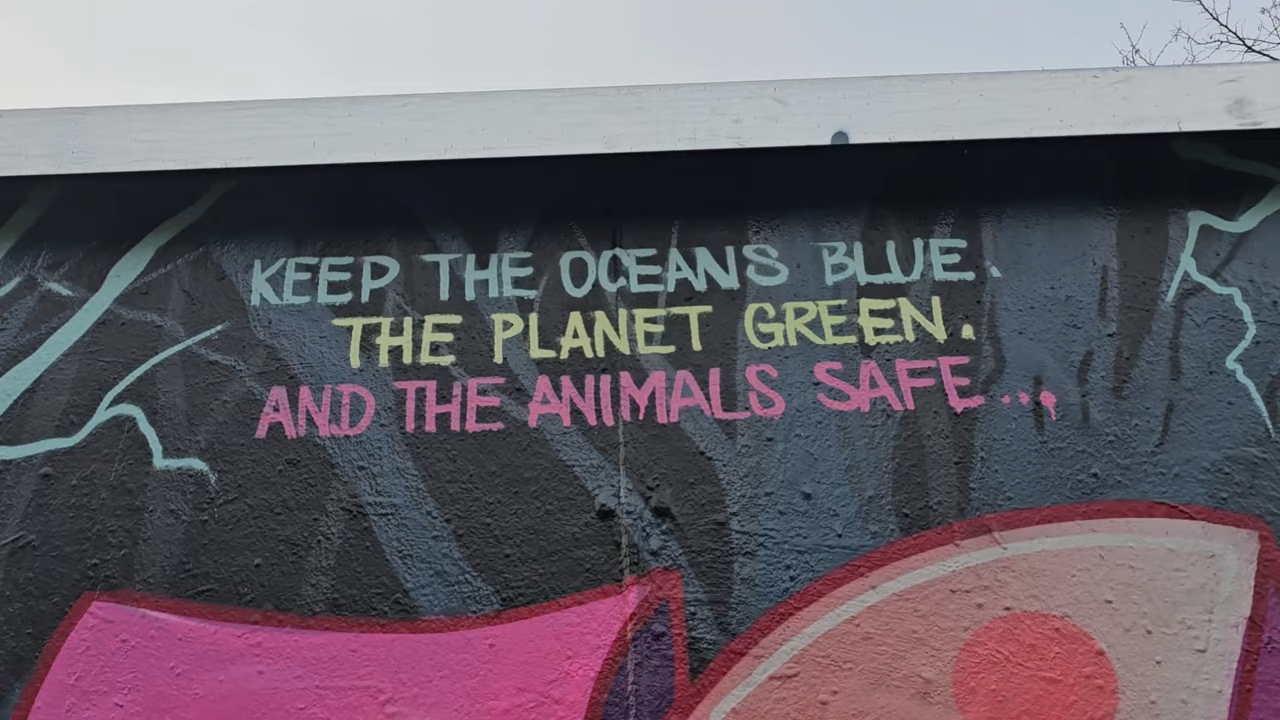 KEEP THE OCEANS BLUE.
THE PLANET GREEN.
AND THE ANIMALS SAFE...